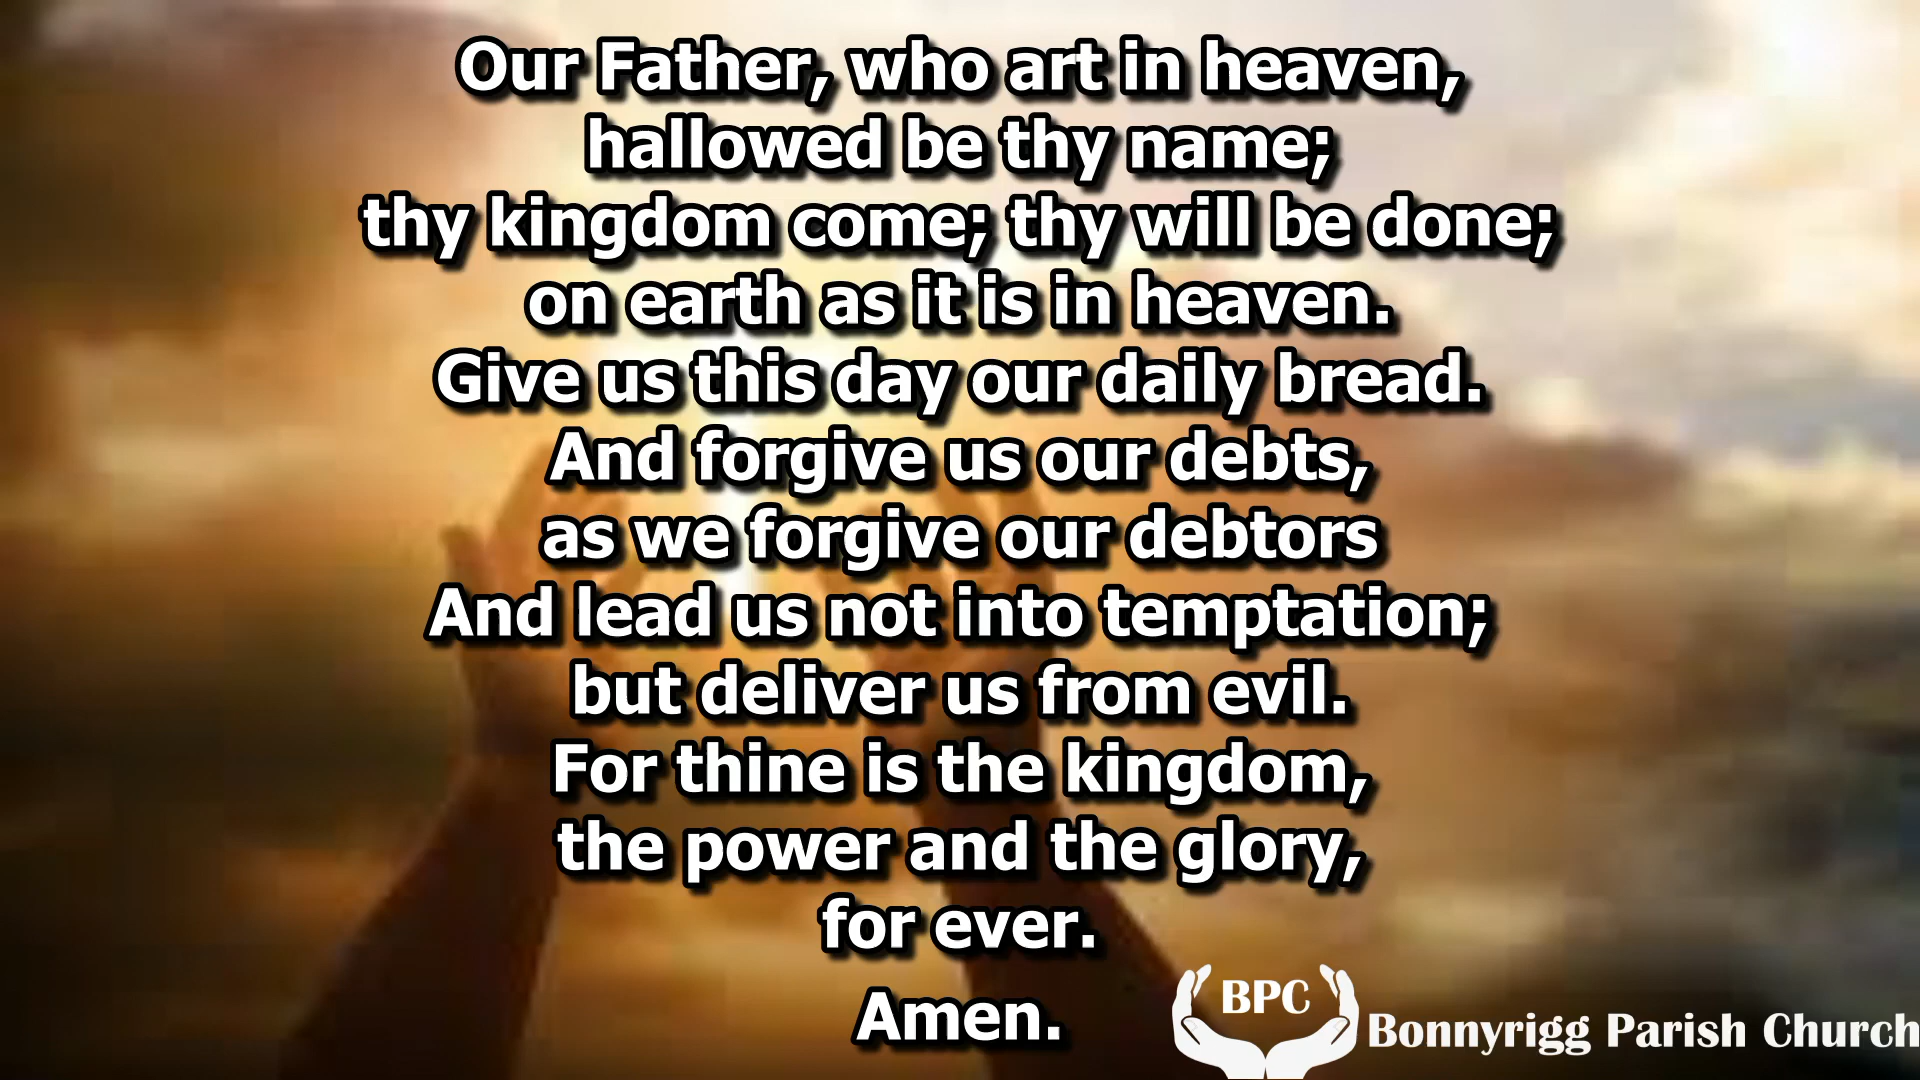 Our Father, who art in heaven,
hallowed be thy name;
thy kingdom come; thy will be done;
on earth as it is in heaven.
Give us this day our daily bread.
And forgive us our debts,
as we forgive our debtors
And lead us not into temptation;
but deliver us from evil.
For thine is the kingdom,
the power and the glory,
for ever.
Amen.
BPC
Bonnyrigg Parish Church